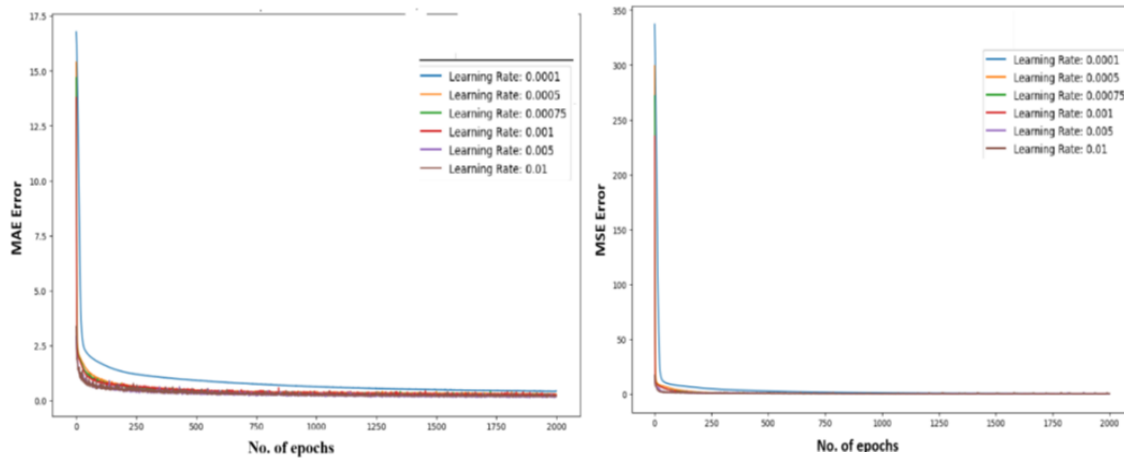 17.5
15.0
12.5
10.0
7.5
5.0
2.5
0.0
MAE Error
Learning Rate: 0.0001
Learning Rate: 0.0005
Learning Rate: 0.00075
Learning Rate: 0.001
Learning Rate: 0.005
Learning Rate: 0.01
0 250 500 750 1000 1250 1500 1750 2000
No. of epochs
350
300
250
200
150
100
50
0
MSE Error
Learning Rate: 0.0001
Learning Rate: 0.0005
Learning Rate: 0.00075
Learning Rate: 0.001
Learning Rate: 0.005
Learning Rate: 0.01
0 250 500 750 1000 1250 1500 1750 2000
No. of epochs